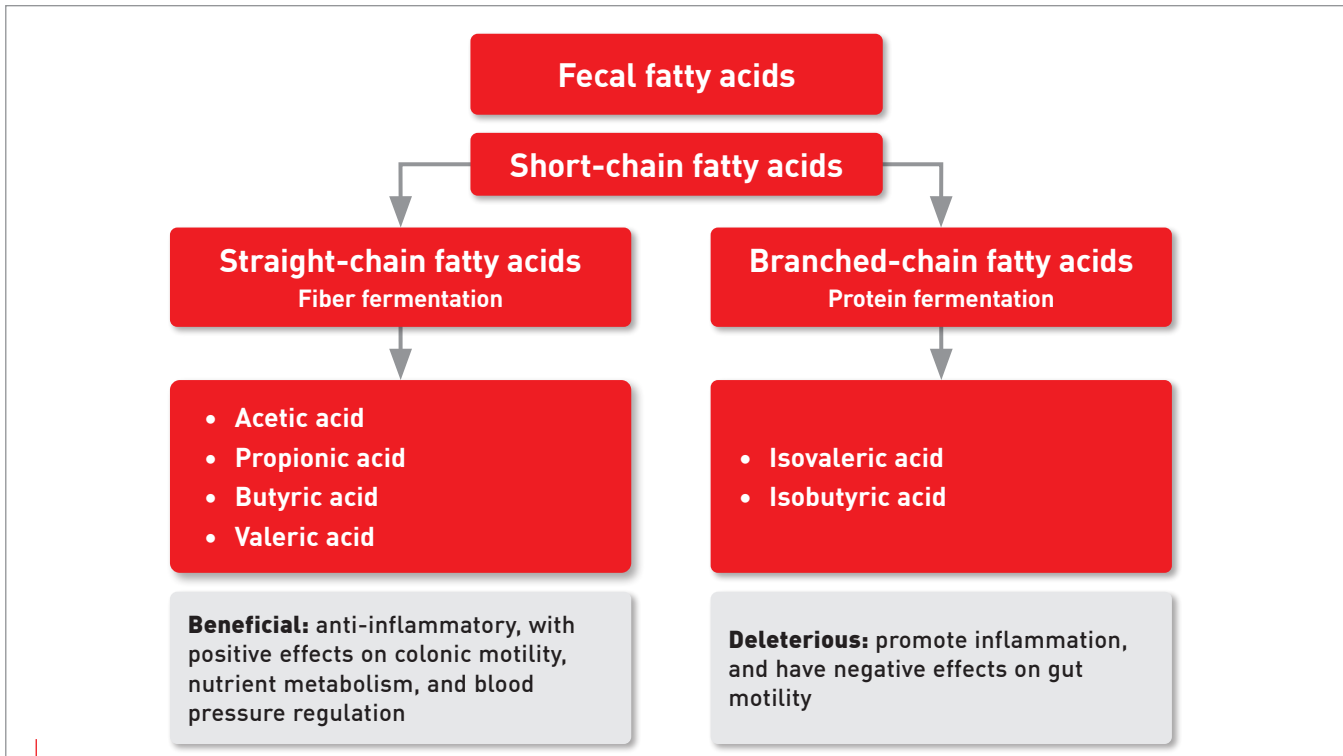 Fecal fatty acids
Short-chain fatty acids
Straight-chain fatty acids
Fiber fermentation
• Acetic acid
• Propionic acid
• Butyric acid
• Valeric acid
Beneficial: anti-inflammatory, with
positive effects on colonic motility,
nutrient metabolism, and blood
pressure regulation
Branched-chain fatty acids
Protein fermentation
• Isovaleric acid
• Isobutyric acid
Deleterious: promote inflammation,
and have negative effects on gut
motility